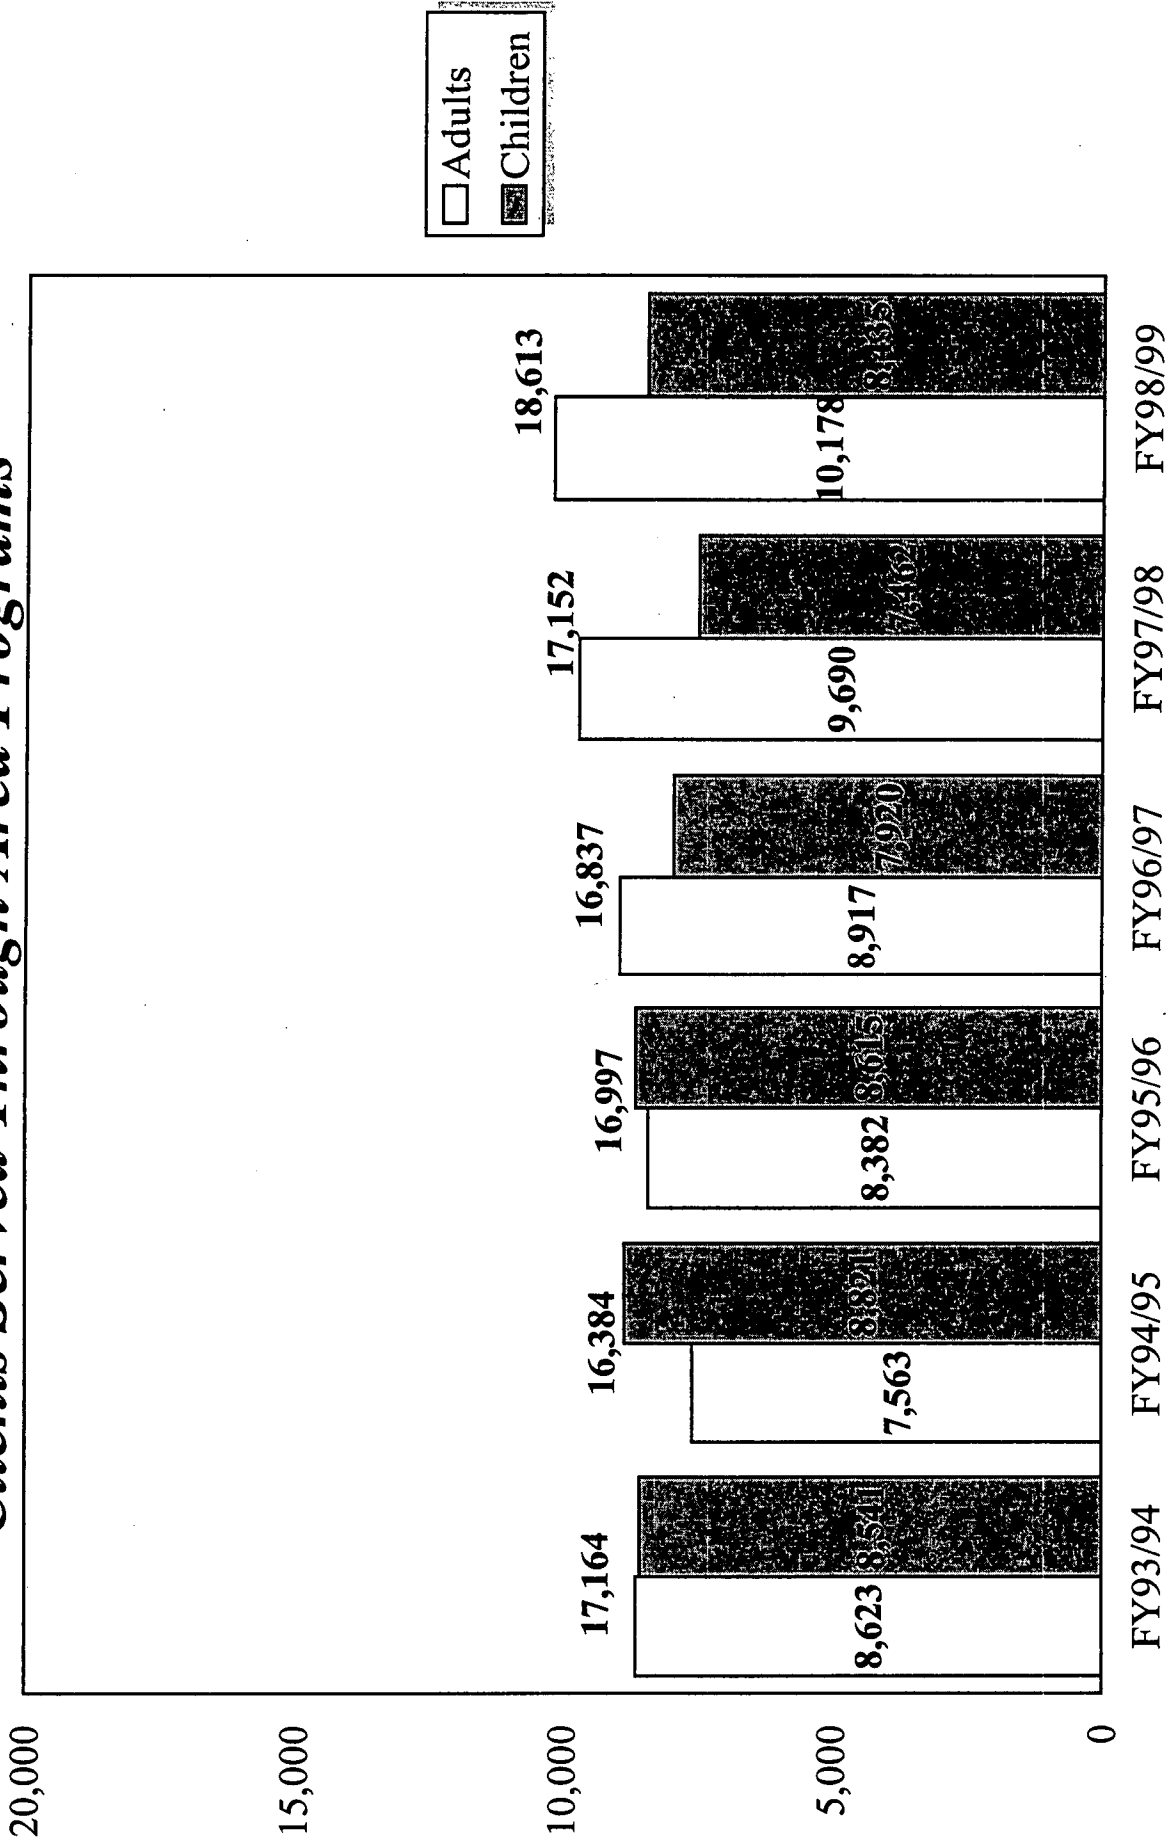 Clients Served Through Area Programs
20,000
15,000
10,000
5,000
0
17,164
8,623
8,541
16,384
7,563
8,821
16,997
8,382
8,615
16,837
8,917
7,920
17,152
9,690
7,462
18,613
10,178
8,435
FY93/94
FY94/95
FY95/96
FY96/97
FY97/98
FY98/99
Adults
Children